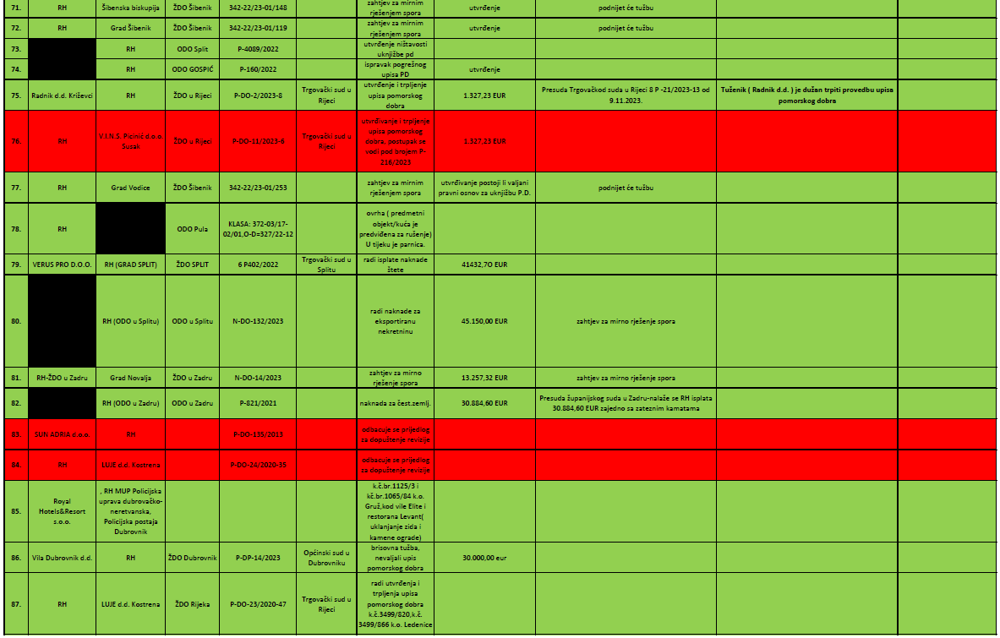 71. RH Šibenska biskupija ŽDO Šibenik 342-22/23-01/148 zahtjev za mirnim utvrđenje podnijet će tužbu
rješenjem spora
72. RH Grad Šibenik ŽDO Šibenik 342-22/23-01/119 zahtjev za mirnim utvrđenje podnijet će tužbu
rješenjem spora
73. RH ODO Split P-4089/2022 utvrđenje ništavosti
uknjižbe pd
74. RH ODO GOSPIĆ P-160/2022 ispravak pogrešnog utvrđenje
upisa PD
75. Radnik d.d. Križevci RH ŽDO u Rijeci P-DO-2/2023-8 Trgovački sud u
Rijeci
utvrđenje i trpljenje
upisa pomorskog
dobra
1.327,23 EUR
Presuda Trgovačkod suda u Rijeci 8 P -21/2023-13 od
9.11.2023.
Tuženik ( Radnik d.d. ) je dužan trpiti provedbu upisa
pomorskog dobra
76. RH V.I.N.S. Picinić d.o.o.
Susak
ŽDO u Rijeci P-DO-11/2023-6 Trgovački sud u
Rijeci
utvrđivanje i trpljenje
upisa pomorskog
dobra, postupak se
vodi pod brojem P-
216/2023
1.327,23 EUR
77. RH Grad Vodice ŽDO Šibenik 342-22/23-01/253 zahtjev za mirnim
rješenjem spora
utvrđivanje postoji li valjani
pravni osnov za uknjižbu P.D.
podnijet će tužbu
78. RH ODO Pula KLASA: 372-03/17-
02/01,O-D=327/22-12
ovrha ( predmetni
objekt/kuća je
predviđena za rušenje)
U tijeku je parnica.
79. VERUS PRO D.O.O. RH (GRAD SPLIT) ŽDO SPLIT 6 P402/2022 Trgovački sud u
Splitu
radi isplate naknade
štete
41432,70 EUR
80. RH (ODO u Splitu) ODO u Splitu N-DO-132/2023 radi naknade za
eksportiranu
nekretninu
45.150,00 EUR zahtjev za mirno rješenje spora
81. RH-ŽDO u Zadru Grad Novalja ŽDO u Zadru N-DO-14/2023 zahtjev za mirno
rješenje spora
13.257,32 EUR zahtjev za mirno rješenje spora
82. RH (ODO u Zadru) ODO u Zadru P-821/2021 naknada za čest.zemlj. 30.884,60 EUR
Presuda županijskog suda u Zadru-nalaže se RH isplata
30.884,60 EUR zajedno sa zateznim kamatama
83. SUN ADRIA d.o.o. RH P-DO-135/2013 odbacuje se prijedlog
za dopuštenje revizije
84. RH LUJE d.d. Kostrena P-DO-24/2020-35 odbacuje se prijedlog
za dopuštenje revizije
85. Royal
Hotels&Resort
s.o.o.
, RH MUP Policijska
uprava dubrovačko-
neretvanska,
Policijska postaja
Dubrovnik
k.č.br.1125/3 i
kč.br.1065/84 k.o.
Gruž,kod vile Elite i
restorana Levant(
uklanjanje zida i
kamene ograde)
86. Vila Dubrovnik d.d. RH ŽDO Dubrovnik P-DP-14/2023 Općinski sud u
Dubrovniku
brisovna tužba,
nevaljali upis
pomorskog dobra
30.000,00 eur
87. RH LUJE d.d. Kostrena ŽDO Rijeka P-DO-23/2020-47 Trgovački sud u
Rijeci
radi utvrđenja i
trpljenja upisa
pomorskog dobra
k.č.3499/820,k.č.
3499/866 k.o. Ledenice